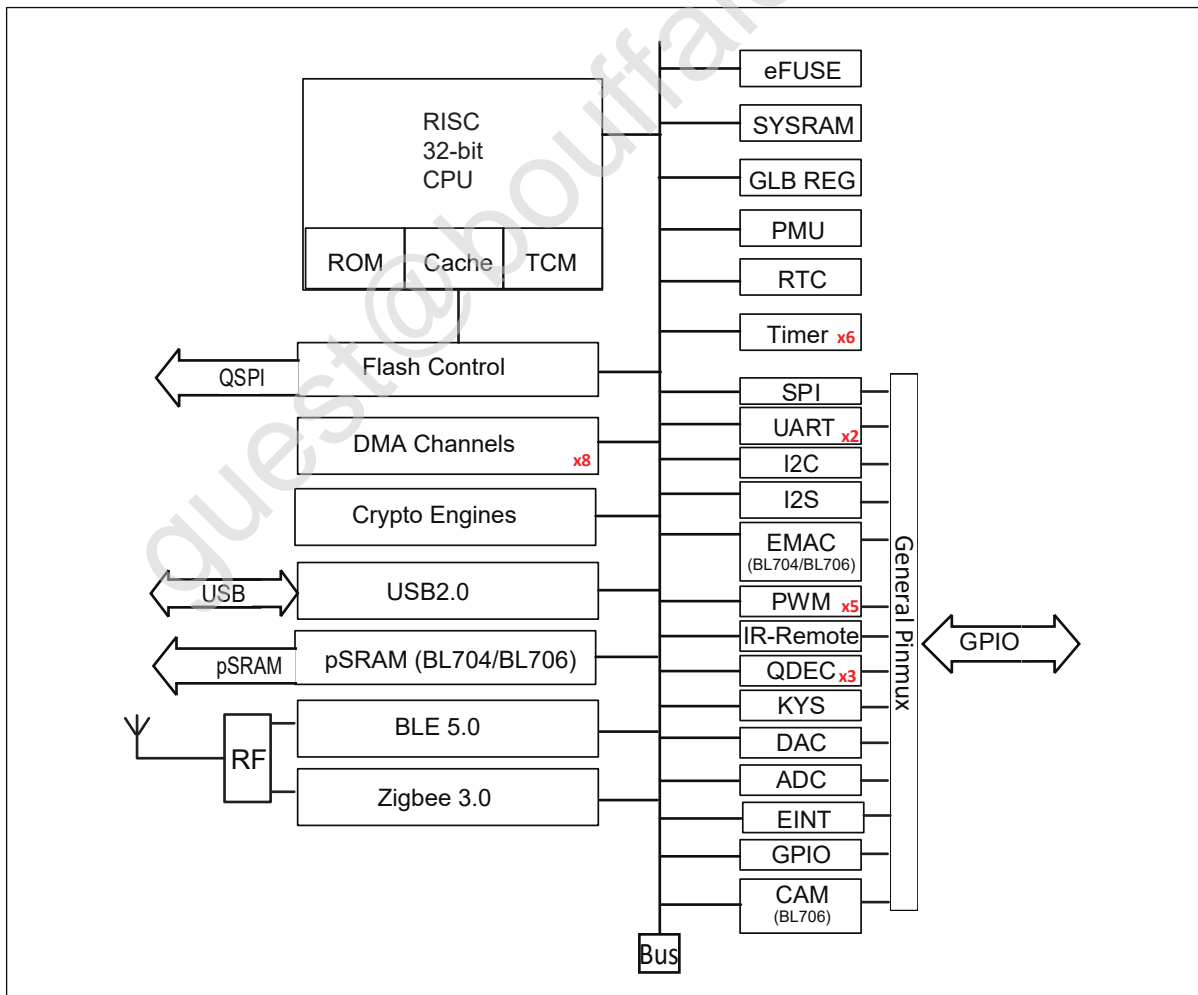 RISC
32-bit
CPU
ROM
Cache
TCM
QSPI
Flash Control
DMA Channels
x8
Crypto Engines
USB
USB2.0
pSRAM
pSRAM (BL704/BL706)
RF
BLE 5.0
Zigbee 3.0
Bus
eFUSE
SYSRAM
GLB REG
PMU
RTC
Timer x6
SPI
UART x2
I2C
I2S
EMAC
(BL704/BL706)
PWM x5
IR-Remote
QDEC x3
KYS
DAC
ADC
EINT
GPIO
CAM
(BL706)
General Pinmux
GPIO
guest@bouffal